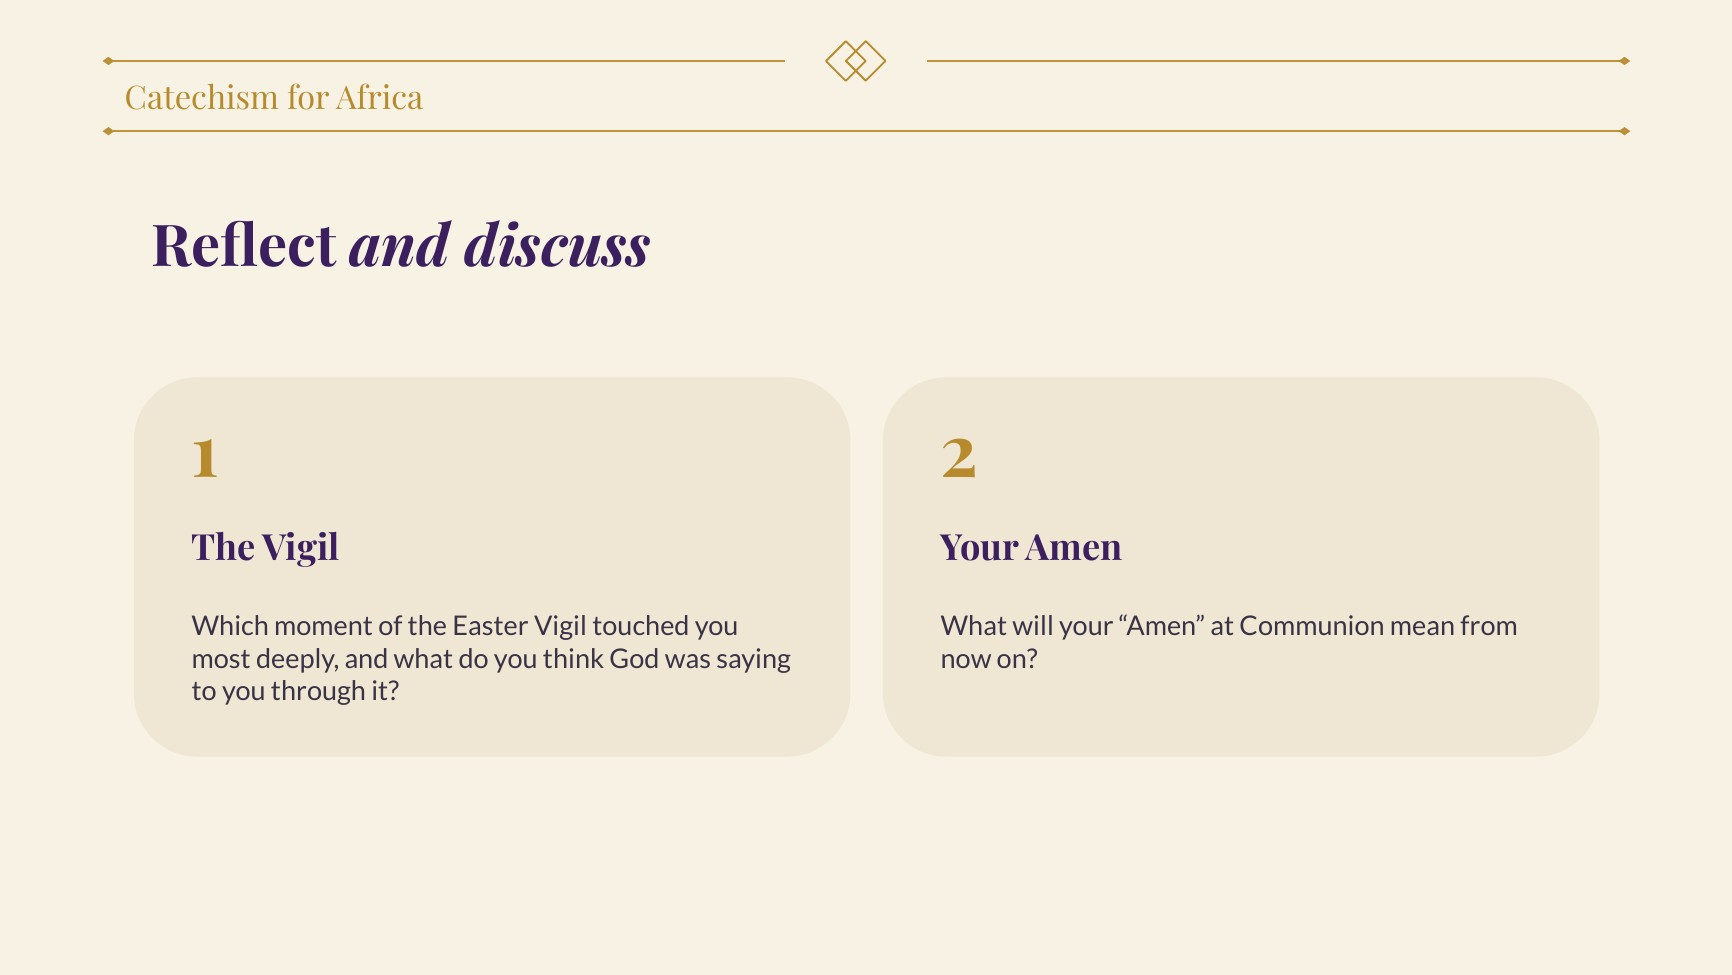 Catechism for Africa
Reflect and discuss
1
The Vigil
Which moment of the Easter Vigil touched you
most deeply, and what do you think God was saying
to you through it?
2
Your Amen
What will your “Amen” at Communion mean from
now on?